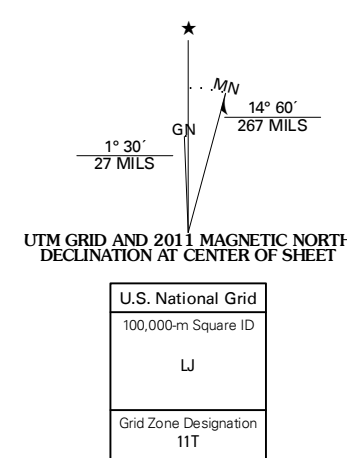 MN
GN
14° 60´
267 MILS
1° 30´
27 MILS
UTM GRID AND 2011 MAGNETIC NORTH
DECLINATION AT CENTER OF SHEET
U.S. National Grid
100,000-m Square ID
LJ
Grid Zone Designation
11T